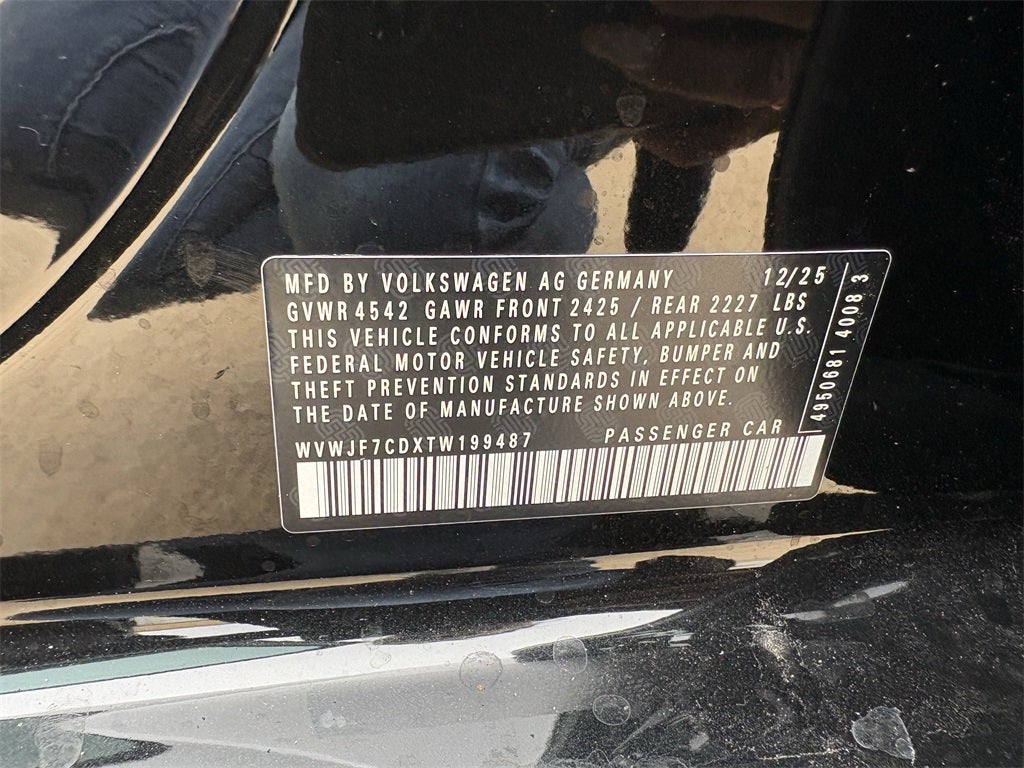 MFD BY VOLKSWAGEN AG GERMANY 12/25
GVWR 4542 GAWR FRONT 2425 / REAR 2227 LBS
THIS VEHICLE CONFORMS TO ALL APPLICABLE U.S.
FEDERAL MOTOR VEHICLE SAFETY, BUMPER AND
THEFT PREVENTION STANDARDS IN EFFECT ON
THE DATE OF MANUFACTURE SHOWN ABOVE.
WVWJF7CDXTW199487 PASSENGER CAR
4950681 4008 3